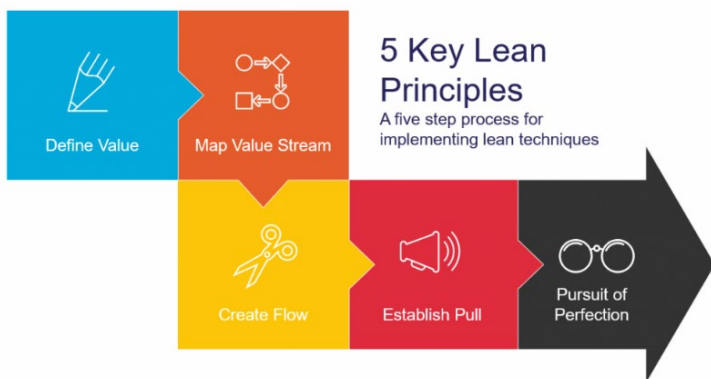 5 Key Lean
Principles
A five step process for
implementing lean techniques
Define Value
Map Value Stream
Create Flow
Establish Pull
Pursuit of
Perfection